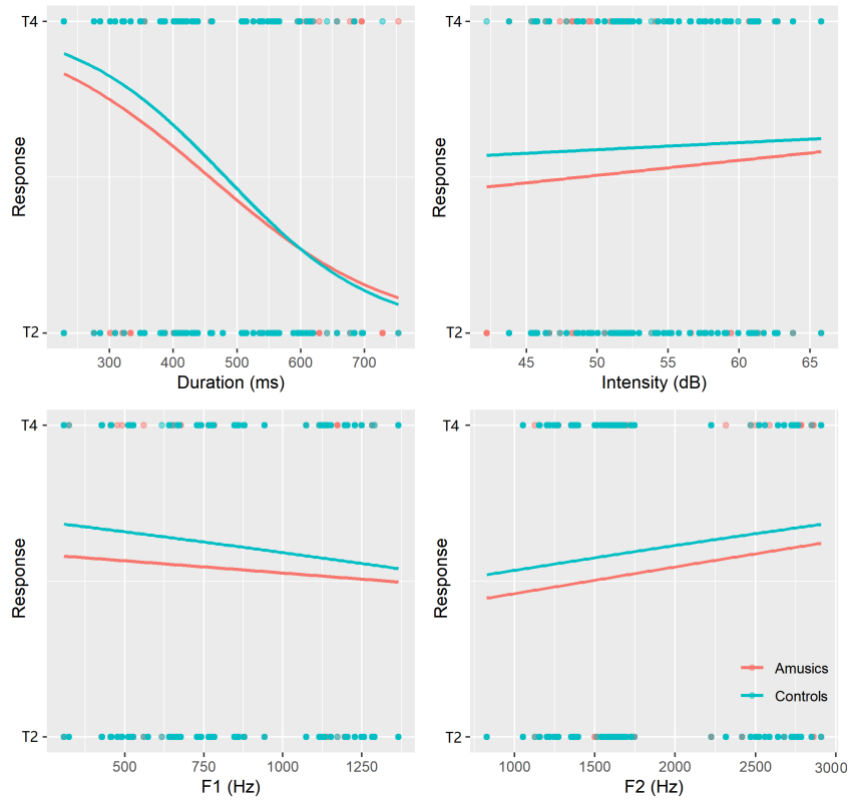 T4
Response
T2
300 400 500 600 700
Duration (ms)
T4
Response
T2
45 50 55 60 65
Intensity (dB)
T4
Response
T2
500 750 1000 1250
F1 (Hz)
T4
Response
T2
Amusics
Controls
1000 1500 2000 2500 3000
F2 (Hz)